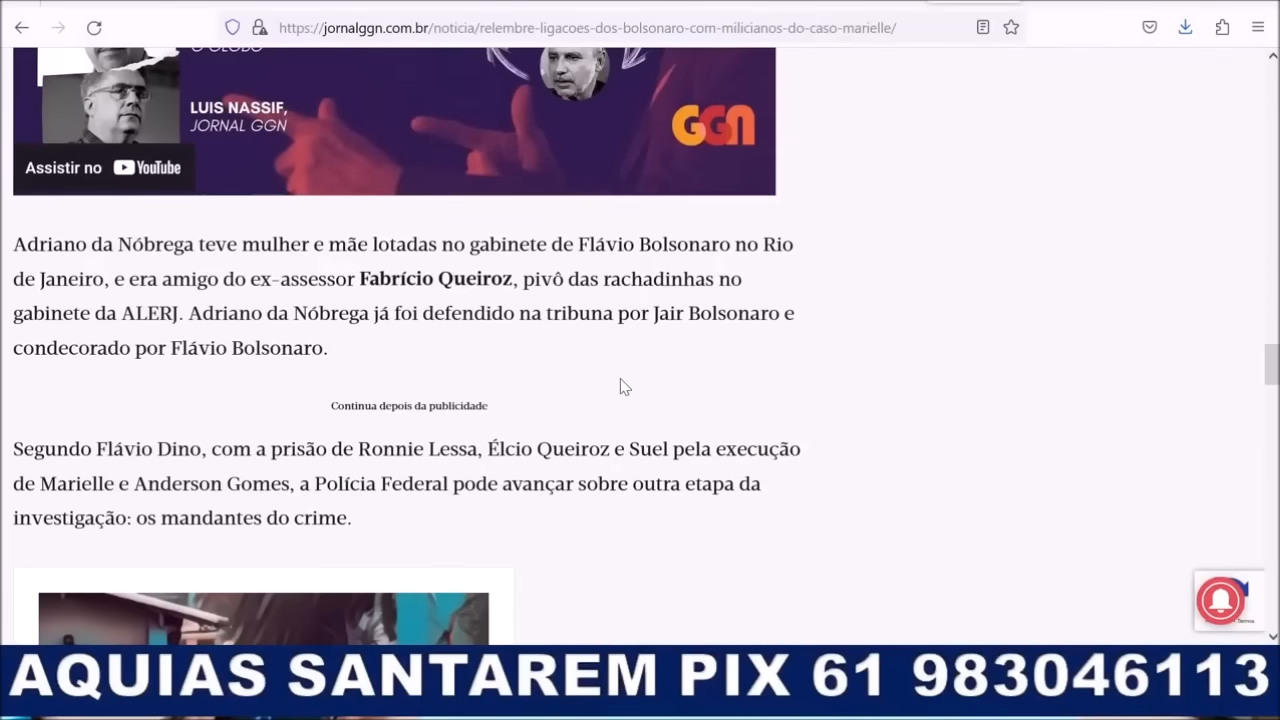 https://jornalggn.com.br/noticia/relembre-ligacoes-dos-bolsonaro-com-milicianos-do-caso-marielle/
O GLOBO
LUIS NASSIF,
JORNAL GGN
GGN
Assistir no YouTube
Adriano da Nóbrega teve mulher e mãe lotadas no gabinete de Flávio Bolsonaro no Rio
de Janeiro, e era amigo do ex-assessor Fabrício Queiroz, pivô das rachadinhas no
gabinete da ALERJ. Adriano da Nóbrega já foi defendido na tribuna por Jair Bolsonaro e
condecorado por Flávio Bolsonaro.
Continua depois da publicidade
Segundo Flávio Dino, com a prisão de Ronnie Lessa, Élcio Queiroz e Suel pela execução
de Marielle e Anderson Gomes, a Polícia Federal pode avançar sobre outra etapa da
investigação: os mandantes do crime.
AQUIAS SANTAREM PIX 61 983046113